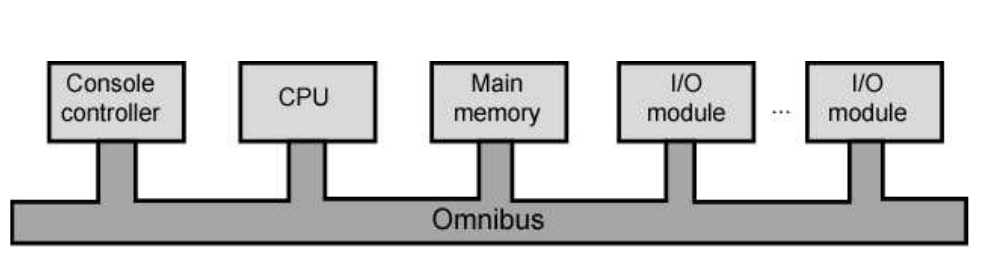 Console
controller
CPU
Main
memory
I/O
module
...
I/O
module
Omnibus